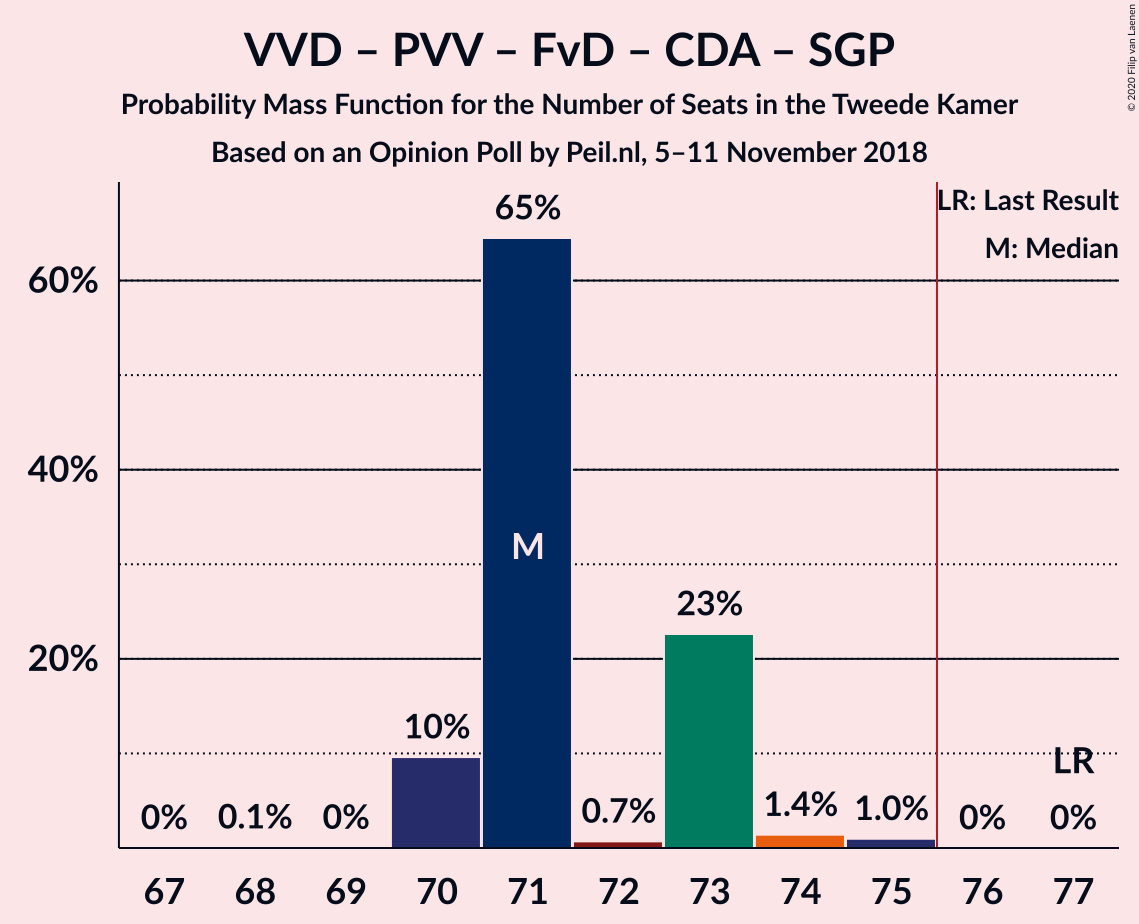 VVD – PVV – FvD – CDA – SGP
Probability Mass Function for the Number of Seats in the Tweede Kamer
Based on an Opinion Poll by Peil.nl, 5–11 November 2018
© 2020 Filip van Laenen
LR: Last Result
M: Median
65%
60%
40%
M
23%
20%
10%
LR
0%
0.1%
0%
0.7%
1.4%
1.0%
0%
0%
67 68 69 70 71 72 73 74 75 76 77